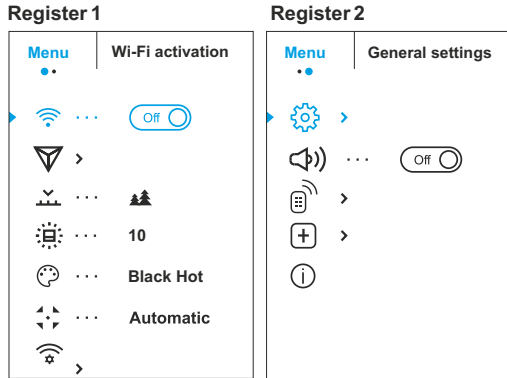 Register 1
Menu
Wi-Fi activation
Off
10
Black Hot
Automatic
Register 2
Menu
General settings
Off